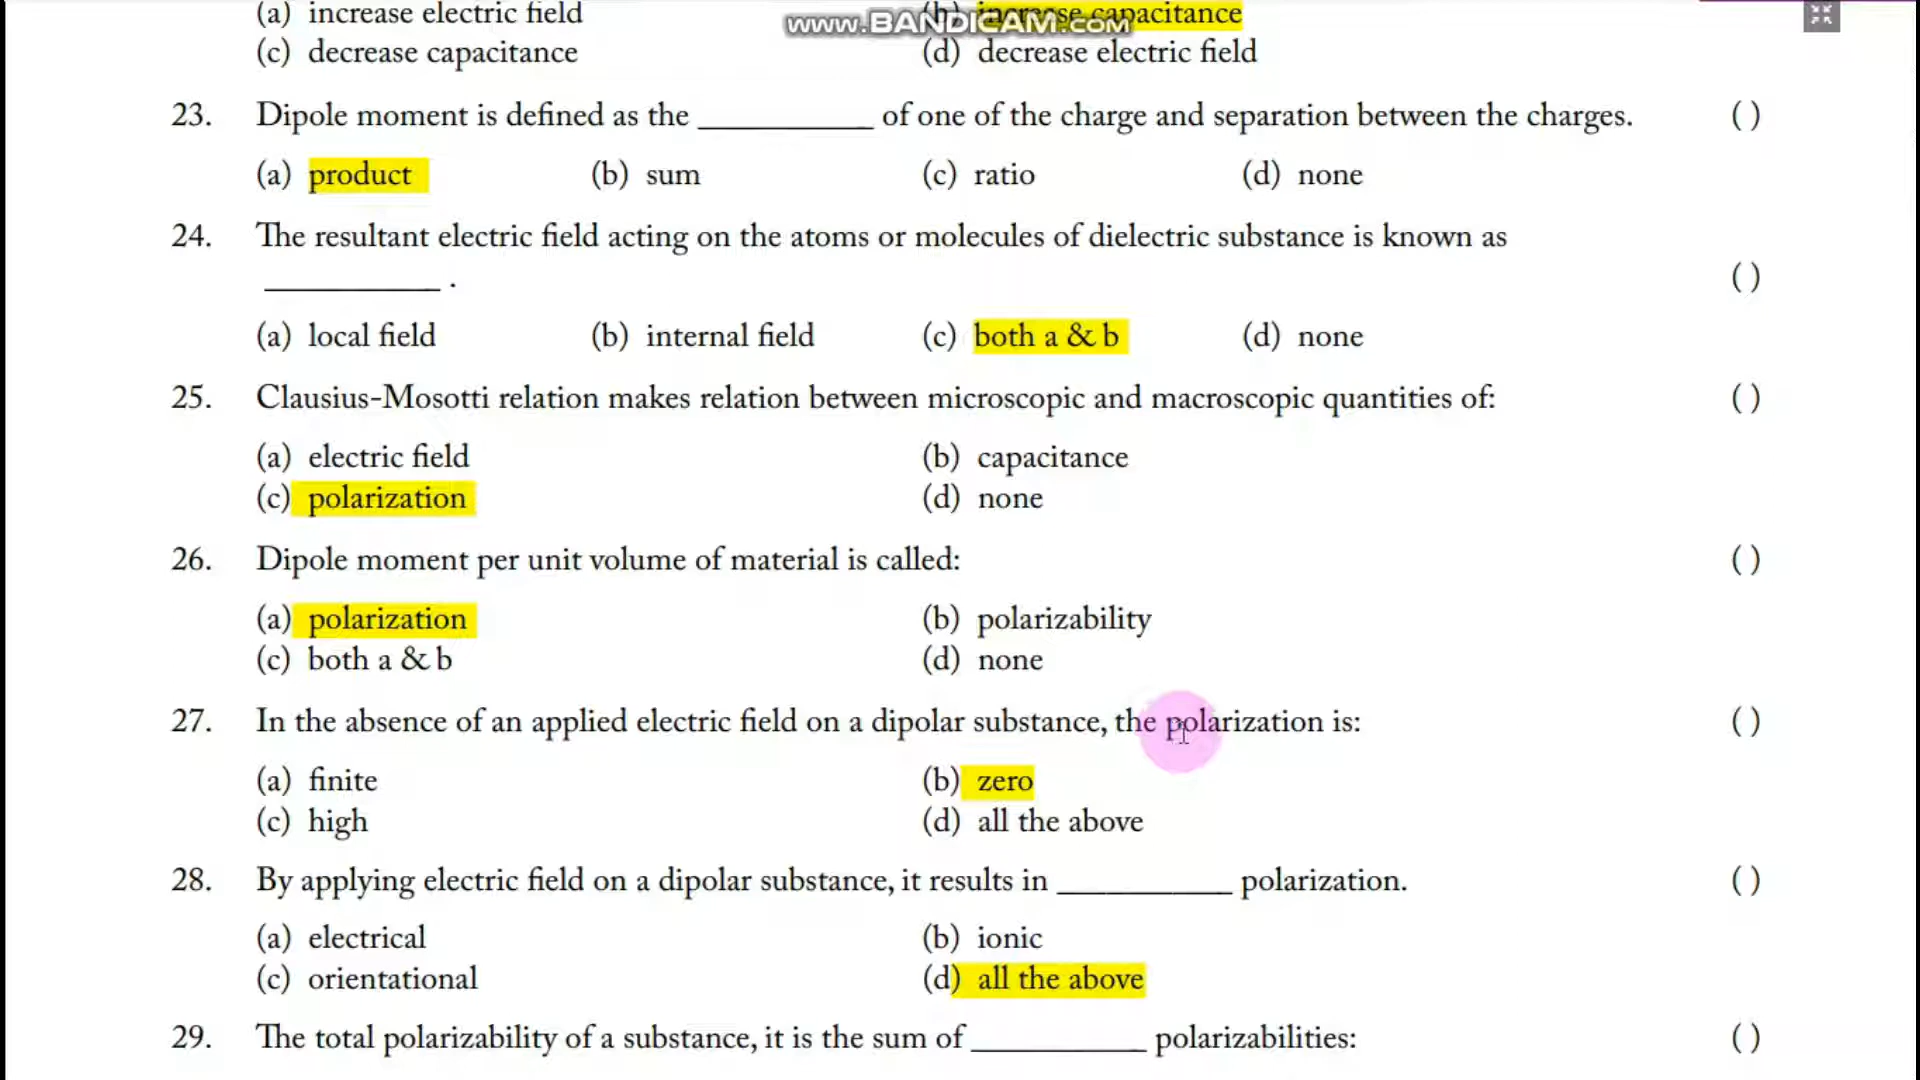 (a) increase electric field (b) increase capacitance
www.BANDICAM.com
(c) decrease capacitance (d) decrease electric field
23. Dipole moment is defined as the __________ of one of the charge and separation between the charges. ( )
(a) product (b) sum (c) ratio (d) none
24. The resultant electric field acting on the atoms or molecules of dielectric substance is known as
__________ . ( )
(a) local field (b) internal field (c) both a & b (d) none
25. Clausius-Mosotti relation makes relation between microscopic and macroscopic quantities of: ( )
(a) electric field (b) capacitance
(c) polarization (d) none
26. Dipole moment per unit volume of material is called: ( )
(a) polarization (b) polarizability
(c) both a & b (d) none
27. In the absence of an applied electric field on a dipolar substance, the polarization is: ( )
(a) finite (b) zero
(c) high (d) all the above
28. By applying electric field on a dipolar substance, it results in __________ polarization. ( )
(a) electrical (b) ionic
(c) orientational (d) all the above
29. The total polarizability of a substance, it is the sum of __________ polarizabilities: ( )